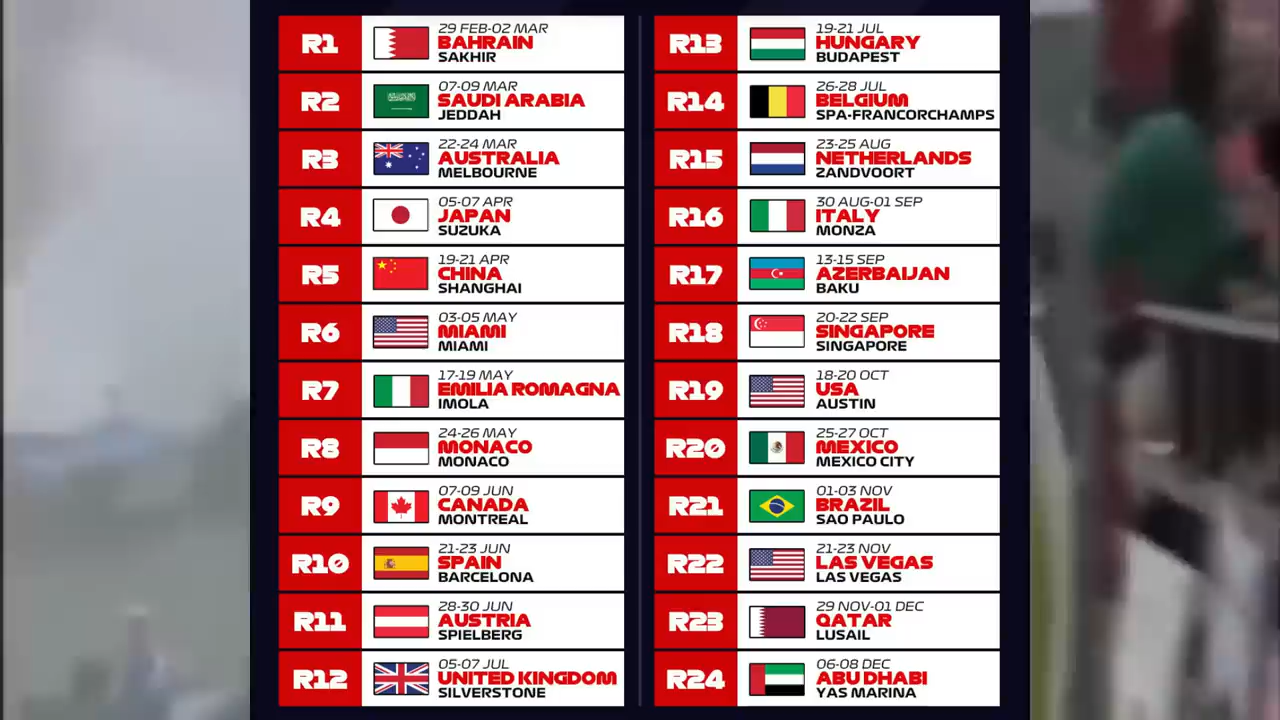 R1
29 FEB-02 MAR
BAHRAIN
SAKHIR
R2
07-09 MAR
SAUDI ARABIA
JEDDAH
R3
22-24 MAR
AUSTRALIA
MELBOURNE
R4
05-07 APR
JAPAN
SUZUKA
R5
19-21 APR
CHINA
SHANGHAI
R6
03-05 MAY
MIAMI
MIAMI
R7
17-19 MAY
EMILIA ROMAGNA
IMOLA
R8
24-26 MAY
MONACO
MONACO
R9
07-09 JUN
CANADA
MONTREAL
R10
21-23 JUN
SPAIN
BARCELONA
R11
28-30 JUN
AUSTRIA
SPIELBERG
R12
05-07 JUL
UNITED KINGDOM
SILVERSTONE
R13
19-21 JUL
HUNGARY
BUDAPEST
R14
26-28 JUL
BELGIUM
SPA-FRANCORCHAMPS
R15
23-25 AUG
NETHERLANDS
ZANDVOORT
R16
30 AUG-01 SEP
ITALY
MONZA
R17
13-15 SEP
AZERBAIJAN
BAKU
R18
20-22 SEP
SINGAPORE
SINGAPORE
R19
18-20 OCT
USA
AUSTIN
R20
25-27 OCT
MEXICO
MEXICO CITY
R21
01-03 NOV
BRAZIL
SAO PAULO
R22
21-23 NOV
LAS VEGAS
LAS VEGAS
R23
29 NOV-01 DEC
QATAR
LUSAIL
R24
06-08 DEC
ABU DHABI
YAS MARINA